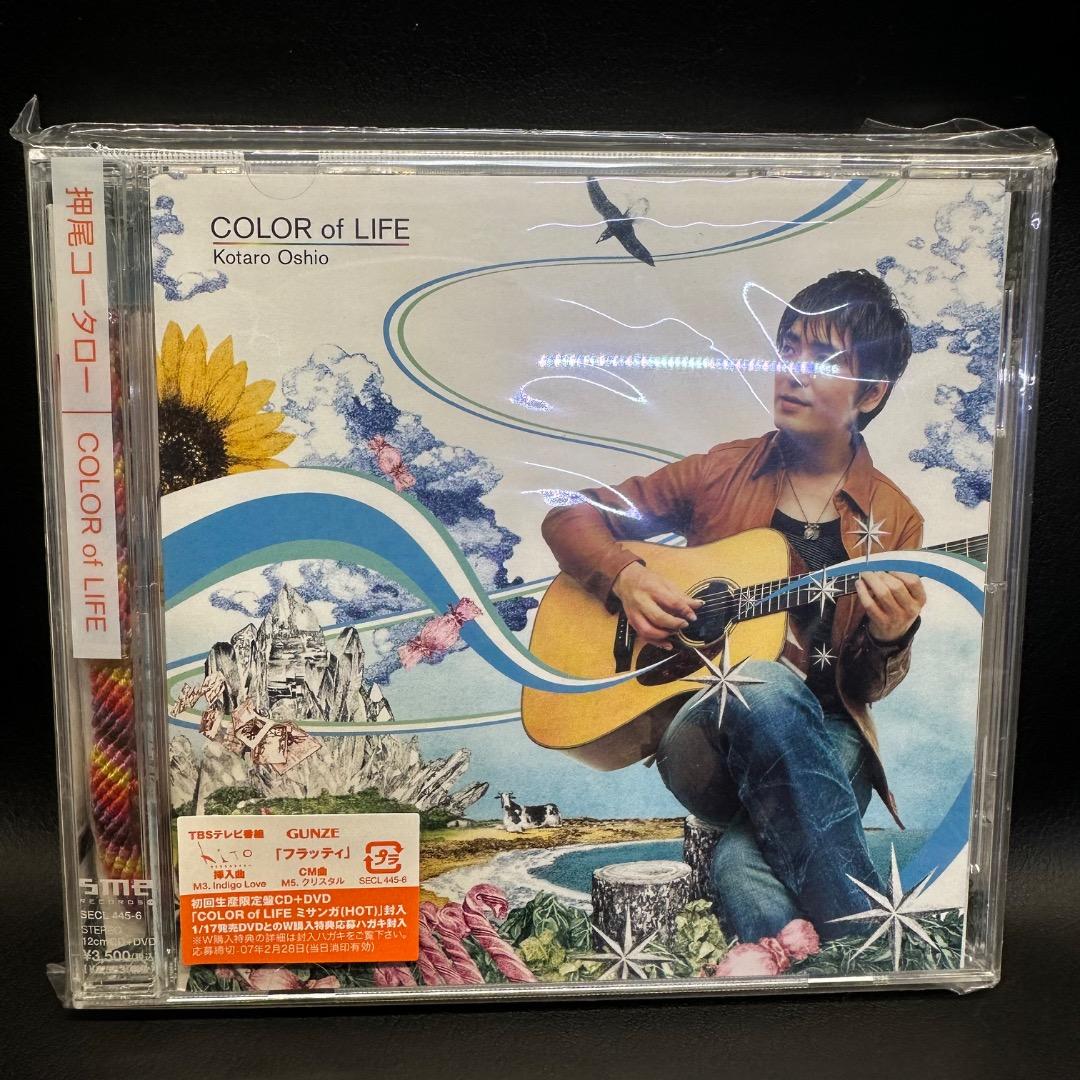 押尾コータロー | COLOR of LIFE
COLOR of LIFE
Kotaro Oshio
TBSテレビ番組
挿入曲
M3. Indigo Love
GUNZE
「フラッティ」
CM曲
M5. クリスタル
プラ
SECL 445-6
初回生産限定盤CD+DVD
「COLOR of LIFE ミサンガ(HOT)」封入
1/17発売DVDとのW購入特典応募ハガキ封入
※W購入特典の詳細は封入ハガキをご覧下さい。
応募締切:07年2月28日(当日消印有効)
SME
RECORDS
SECL 445-6
STEREO
12cmCD+DVD
¥3,500